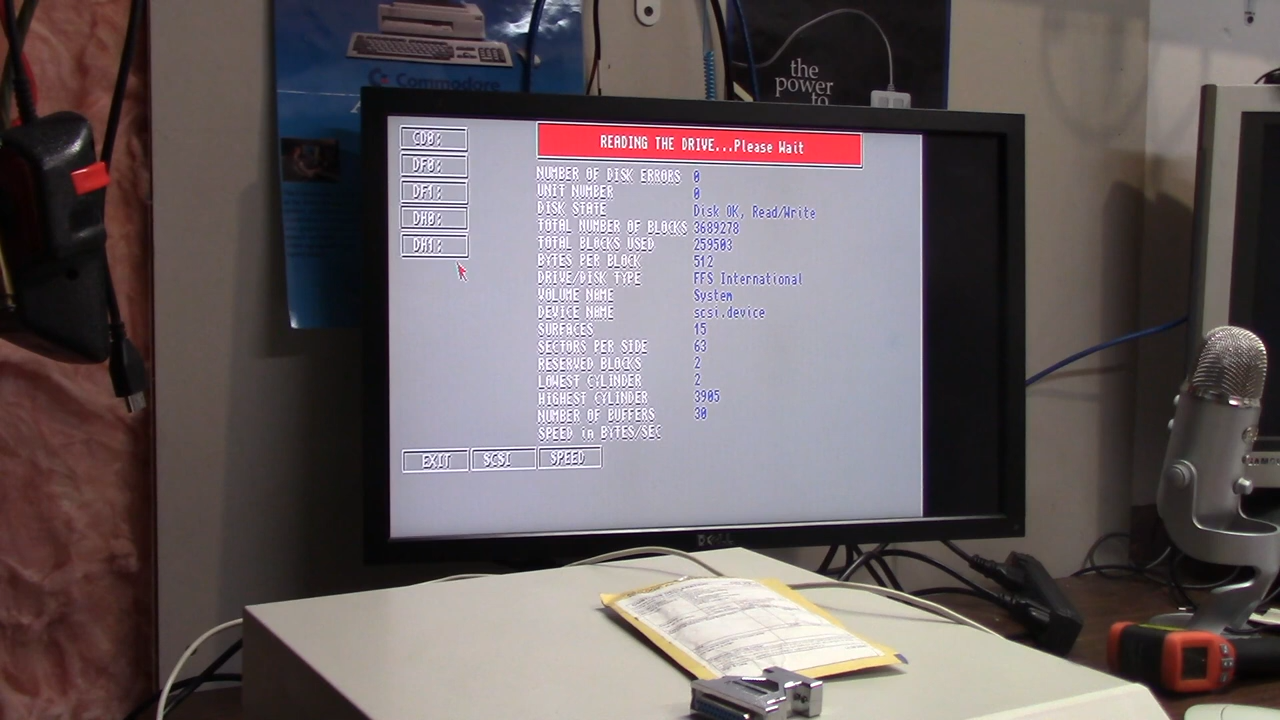 Commodore
the
power
to
CD0:
DF0:
DF1:
DH0:
DH1:
READING THE DRIVE...Please Wait
NUMBER OF DISK ERRORS 0
UNIT NUMBER 0
DISK STATE Disk OK, Read/Write
TOTAL NUMBER OF BLOCKS 3689278
TOTAL BLOCKS USED 259503
BYTES PER BLOCK 512
DRIVE/DISK TYPE FFS International
VOLUME NAME System
DEVICE NAME scsi.device
SURFACES 15
SECTORS PER SIDE 63
RESERVED BLOCKS 2
LOWEST CYLINDER 2
HIGHEST CYLINDER 3905
NUMBER OF BUFFERS 30
SPEED in BYTES/SEC
EXIT SCSI SPEED
DELL